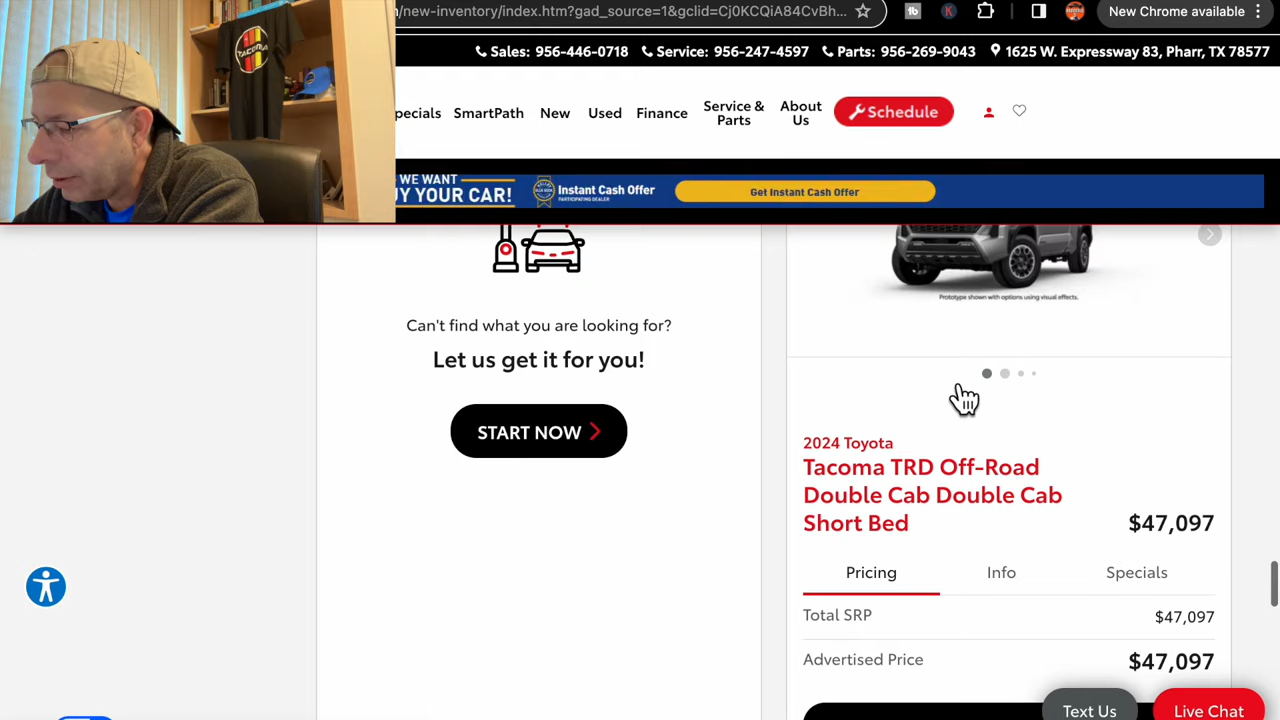 /new-inventory/index.htm?gad_source=1&gclid=Cj0KCQiA84CvBh...
New Chrome available
Sales: 956-446-0718 Service: 956-247-4597 Parts: 956-269-9043 1625 W. Expressway 83, Pharr, TX 78577
TACOMA
pecials SmartPath New Used Finance Service & Parts About Us Schedule
WE WANT
Y YOUR CAR!
PARTICIPATING DEALER
Instant Cash Offer
Get Instant Cash Offer
Prototype shown with options using visual effects.
Can't find what you are looking for?
Let us get it for you!
START NOW
2024 Toyota
Tacoma TRD Off-Road
Double Cab Double Cab
Short Bed $47,097
Pricing Info Specials
Total SRP $47,097
Advertised Price $47,097
Text Us Live Chat